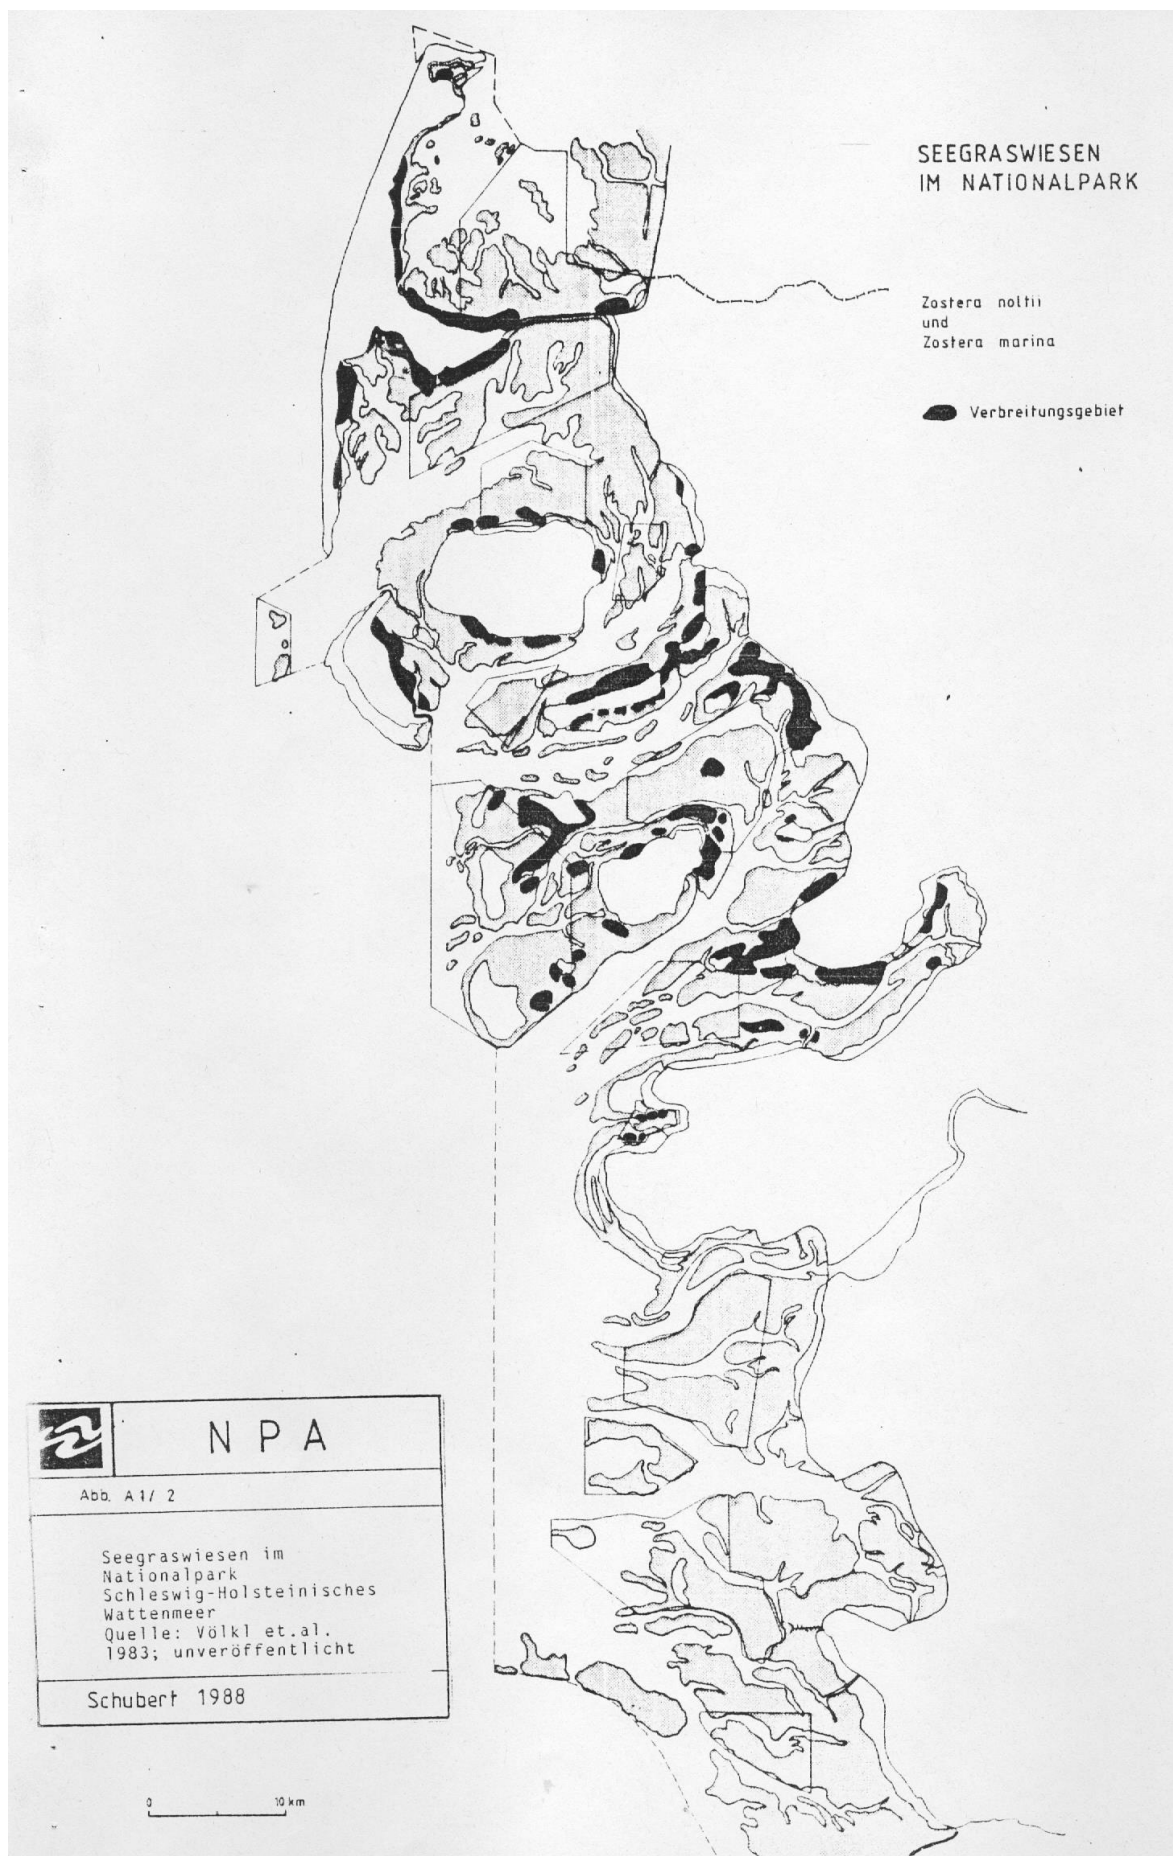 SEEGRASWIESEN
IM NATIONALPARK
Zostera noltii
und
Zostera marina
Verbreitungsgebiet
NPA
Abb. A1/ 2
Seegraswiesen im
Nationalpark
Schleswig-Holsteinisches
Wattenmeer
Quelle: Völkl et.al.
1983; unveröffentlicht
Schubert 1988
0 10 km